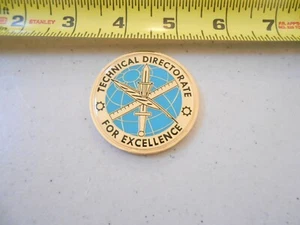 2 STANLEY 3 4 5 6 7
TECHNICAL DIRECTORATE
FOR EXCELLENCE